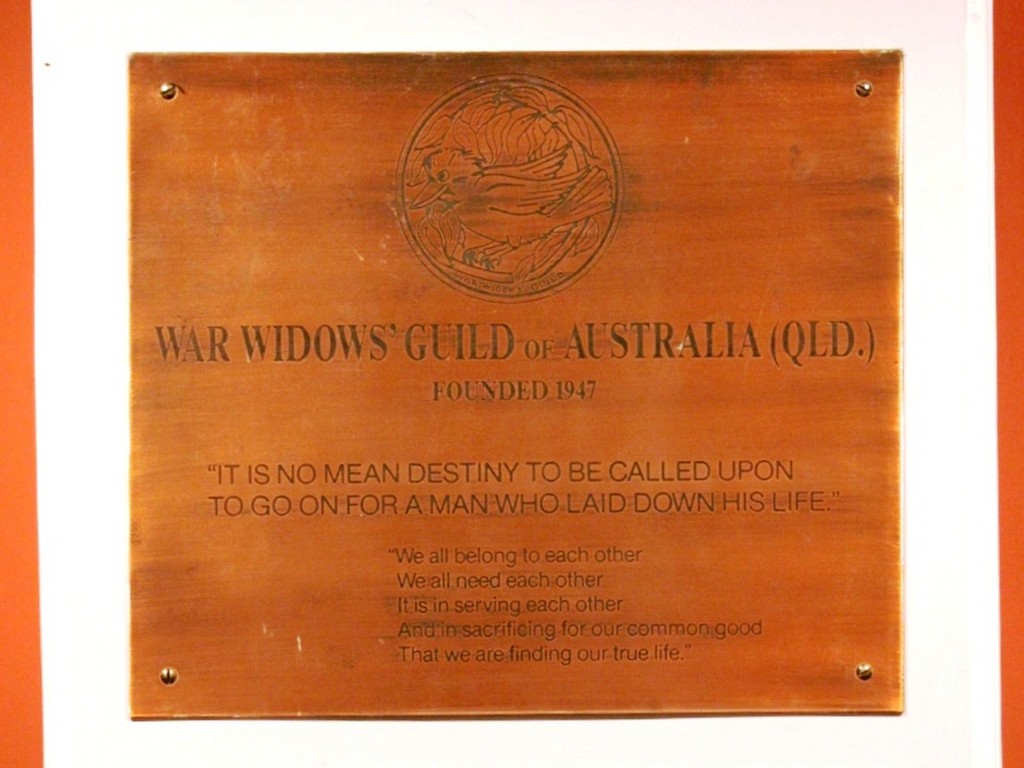 WAR WIDOWS' GUILD
WAR WIDOWS' GUILD OF AUSTRALIA (QLD.)
FOUNDED 1947
"IT IS NO MEAN DESTINY TO BE CALLED UPON
TO GO ON FOR A MAN WHO LAID DOWN HIS LIFE."
"We all belong to each other
We all need each other
It is in serving each other
And in sacrificing for our common good
That we are finding our true life."